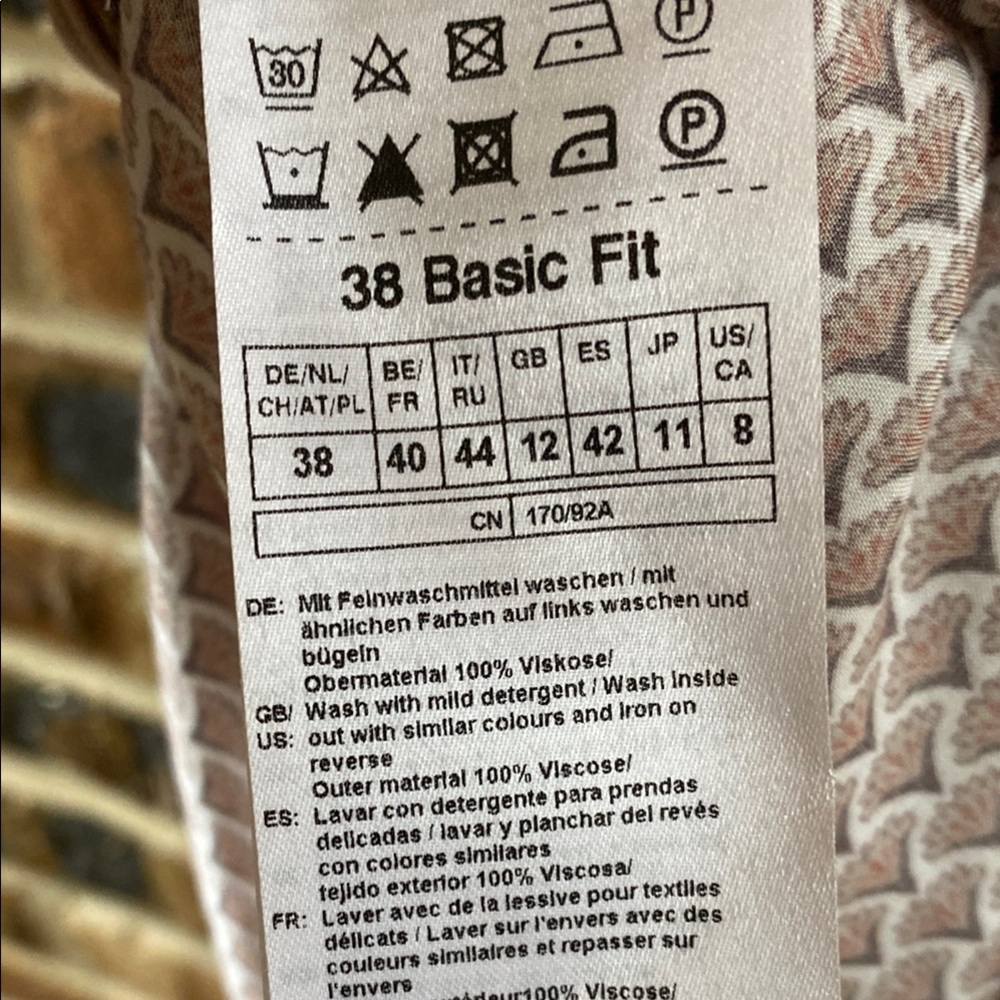 30
P
P
38 Basic Fit
DE/NL/ BE/ IT/ GB ES JP US/
CH/AT/PL FR RU CA
38 40 44 12 42 11 8
CN 170/92A
DE: Mit Feinwaschmittel waschen / mit
ähnlichen Farben auf links waschen und
bügeln
Obermaterial 100% Viskose/
GB/ Wash with mild detergent / Wash inside
US: out with similar colours and iron on
reverse
Outer material 100% Viscose/
ES: Lavar con detergente para prendas
delicadas / lavar y planchar del revés
con colores similares
tejido exterior 100% Viscosa/
FR: Laver avec de la lessive pour textiles
délicats / Laver sur l'envers avec des
couleurs similaires et repasser sur
l'envers
100% Viscose/